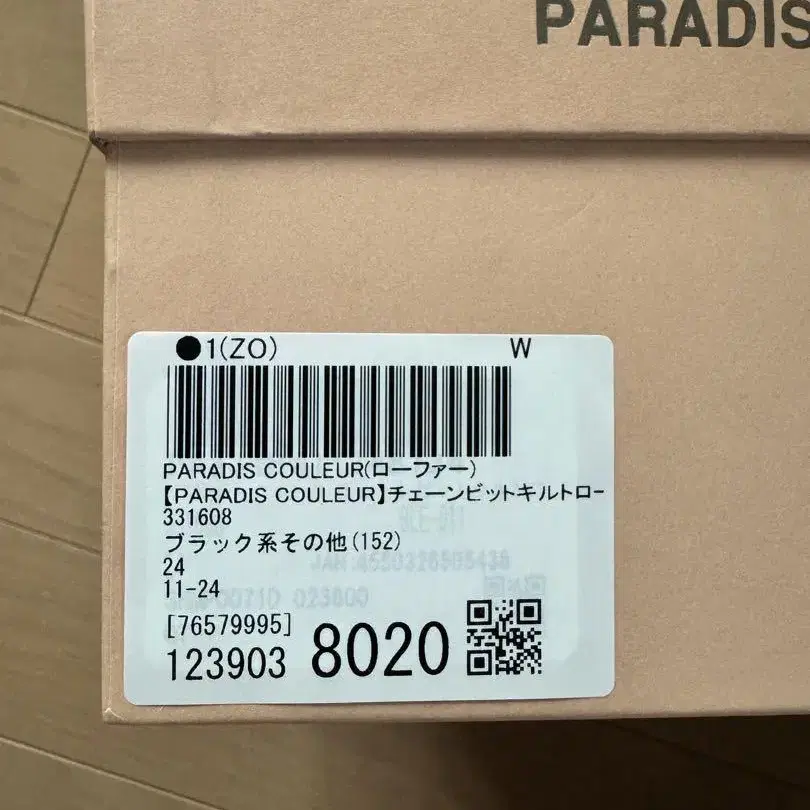 PARADIS
●1(ZO) W
PARADIS COULEUR(ローファー)
【PARADIS COULEUR】チェーンビットキルトロー
331608
ブラック系その他(152)
24
11-24
[76579995]
123903 8020